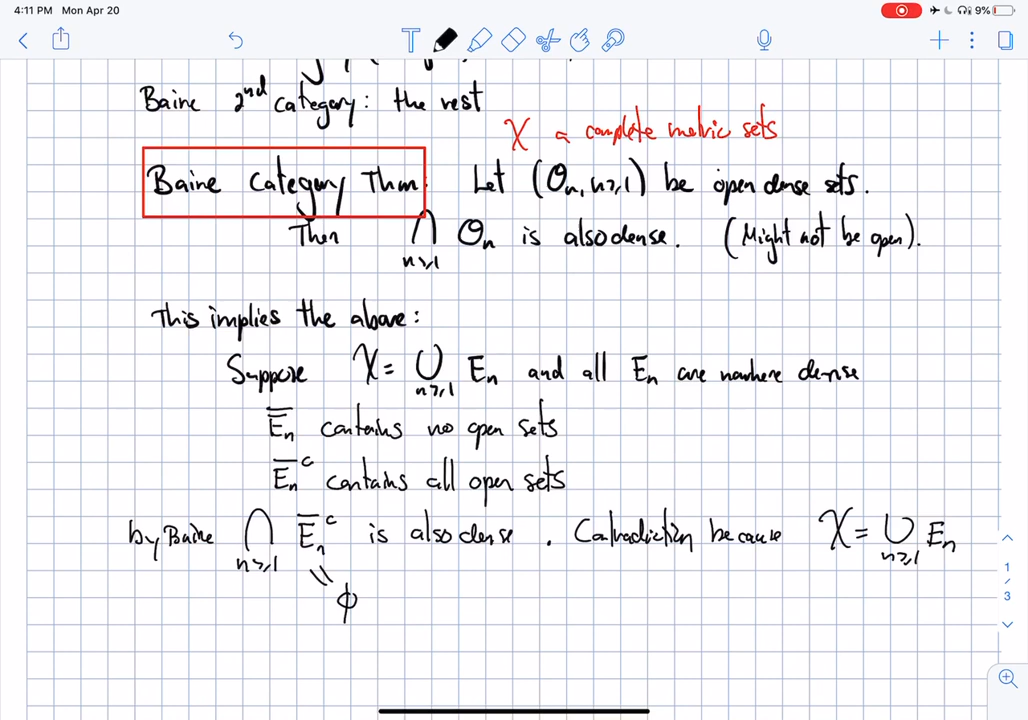 4:11 PM Mon Apr 20
9%
Baire 2nd category: the rest
X a complete metric sets
Baire Category Thm: Let (On, n≥1) be open dense sets.
Then ∩ On is also dense. (Might not be open).
n≥1
This implies the above:
Suppose X = ∪ En and all En are nowhere dense
n≥1
E̅n contains no open sets
E̅nᶜ contains all open sets
by Baire ∩ E̅nᶜ is also dense. Contradiction because X = ∪ En
n≥1 n≥1
= ϕ
1
/
3